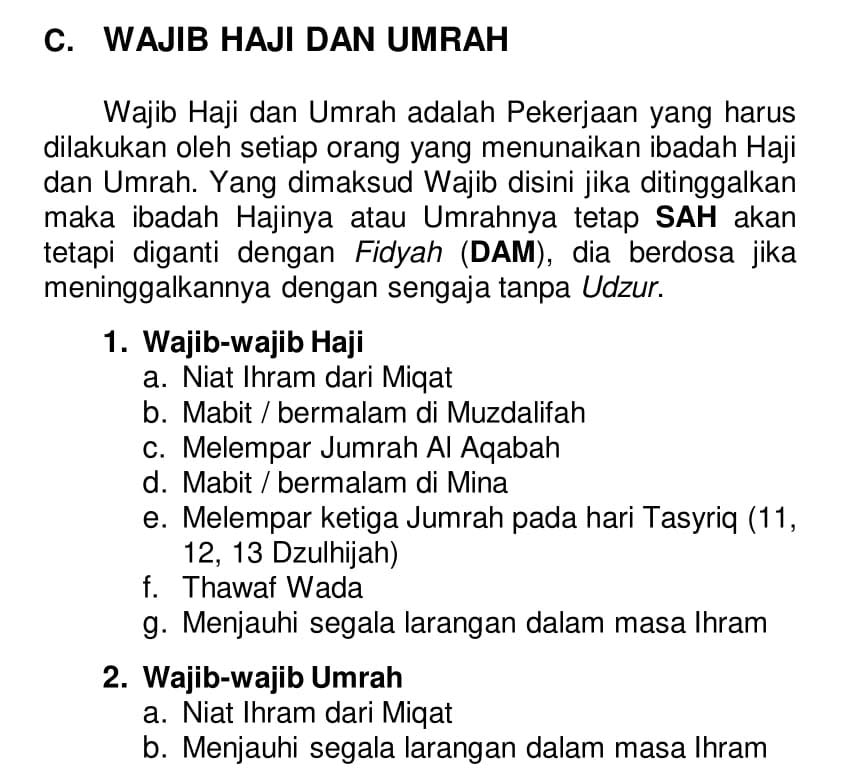 C. WAJIB HAJI DAN UMRAH
Wajib Haji dan Umrah adalah Pekerjaan yang harus
dilakukan oleh setiap orang yang menunaikan ibadah Haji
dan Umrah. Yang dimaksud Wajib disini jika ditinggalkan
maka ibadah Hajinya atau Umrahnya tetap SAH akan
tetapi diganti dengan Fidyah (DAM), dia berdosa jika
meninggalkannya dengan sengaja tanpa Udzur.
1. Wajib-wajib Haji
a. Niat Ihram dari Miqat
b. Mabit / bermalam di Muzdalifah
c. Melempar Jumrah Al Aqabah
d. Mabit / bermalam di Mina
e. Melempar ketiga Jumrah pada hari Tasyriq (11,
12, 13 Dzulhijah)
f. Thawaf Wada
g. Menjauhi segala larangan dalam masa Ihram
2. Wajib-wajib Umrah
a. Niat Ihram dari Miqat
b. Menjauhi segala larangan dalam masa Ihram